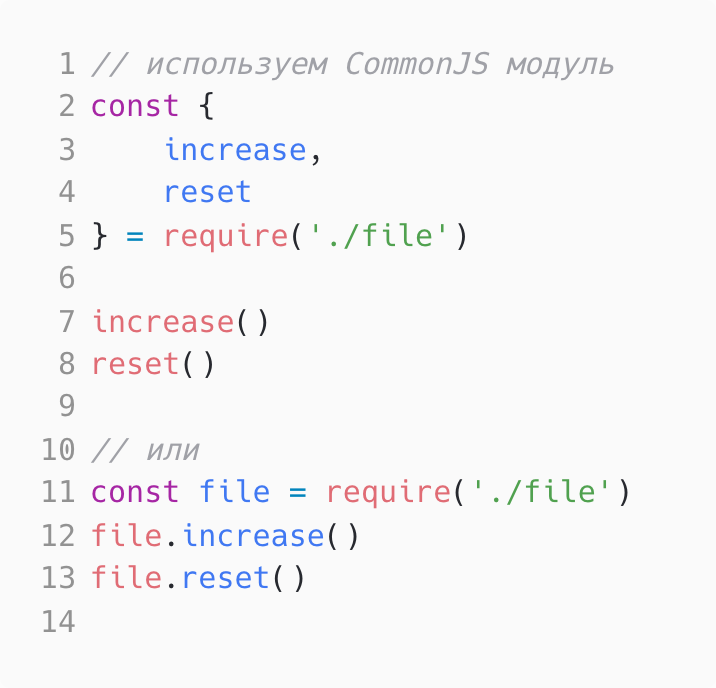 1 // используем CommonJS модуль
2 const {
3     increase,
4     reset
5 } = require('./file')
6
7 increase()
8 reset()
9
10 // или
11 const file = require('./file')
12 file.increase()
13 file.reset()
14